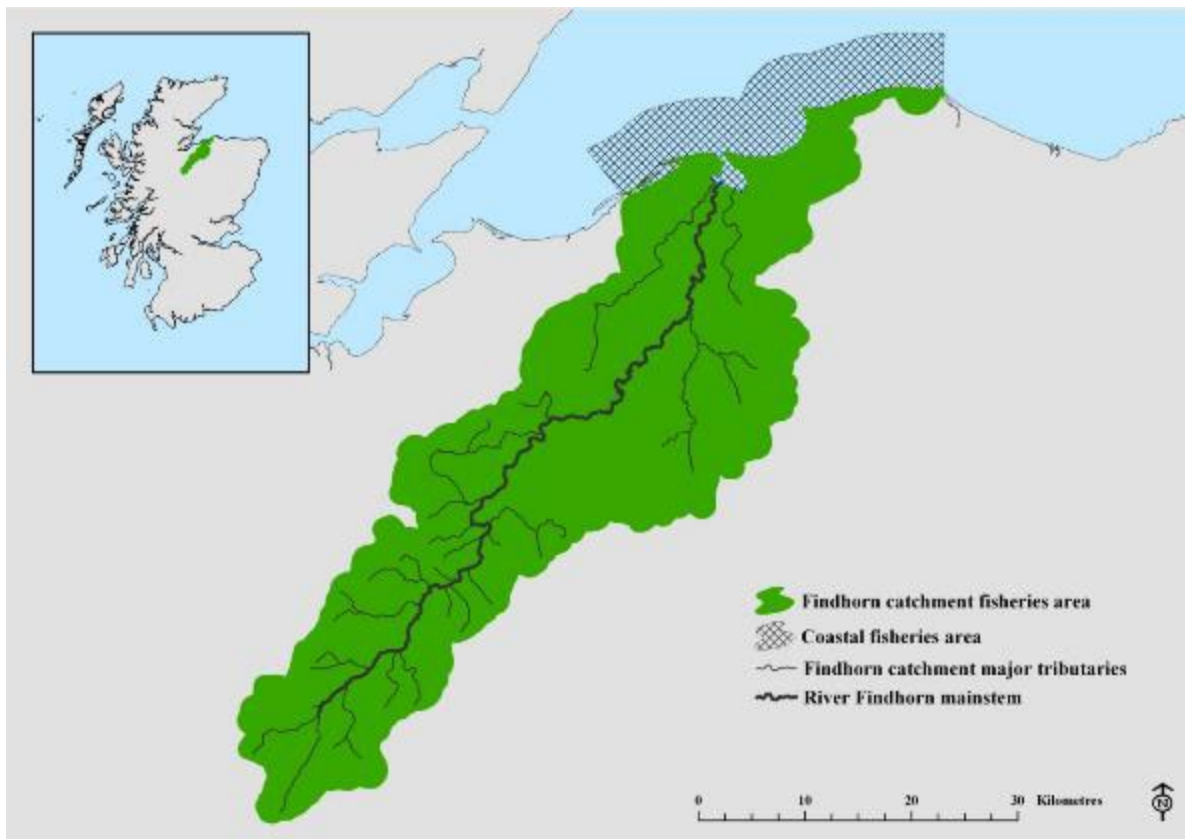 Findhorn catchment fisheries area
Coastal fisheries area
Findhorn catchment major tributaries
River Findhorn mainstem
0 10 20 30 Kilometres
N